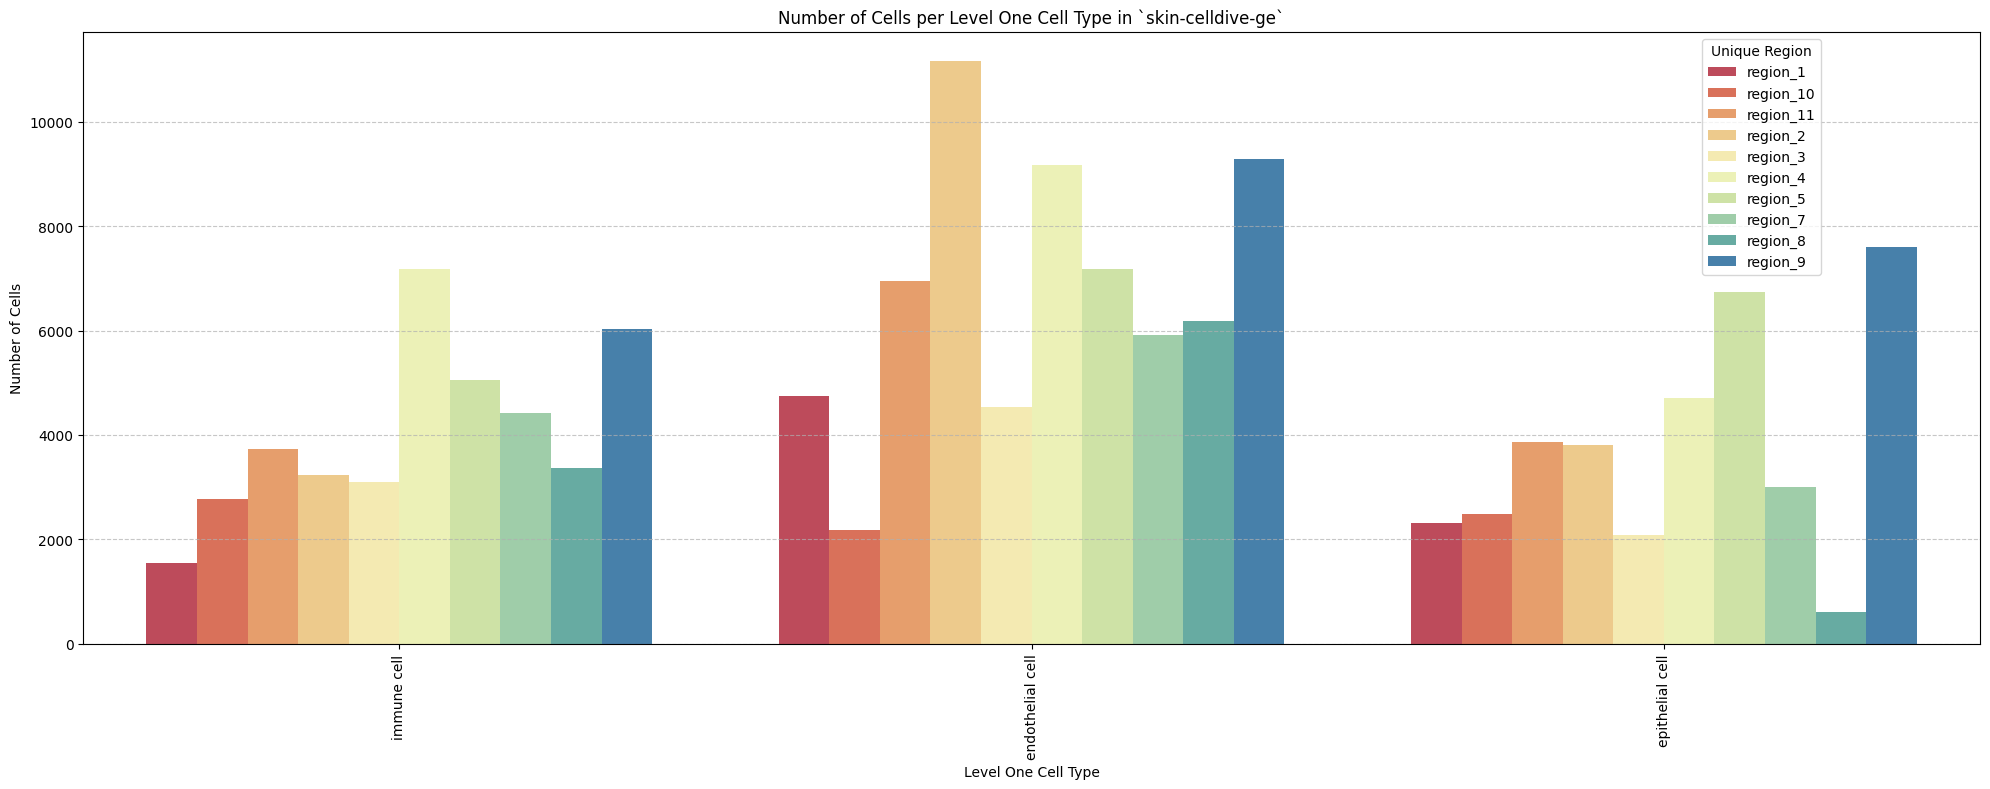 Number of Cells per Level One Cell Type in `skin-celldive-ge`
Number of Cells
10000
8000
6000
4000
2000
0
Unique Region
region_1
region_10
region_11
region_2
region_3
region_4
region_5
region_7
region_8
region_9
immune cell
endothelial cell
epithelial cell
Level One Cell Type